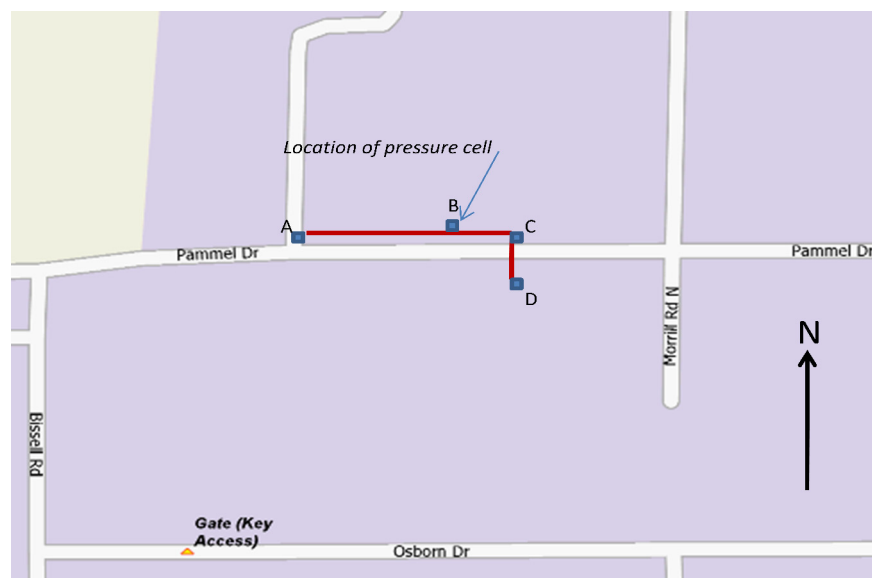 Location of pressure cell
B
A
C
Pammel Dr
Pammel Dr
D
Morrill Rd N
N
Bissell Rd
Gate (Key
Access)
Osborn Dr